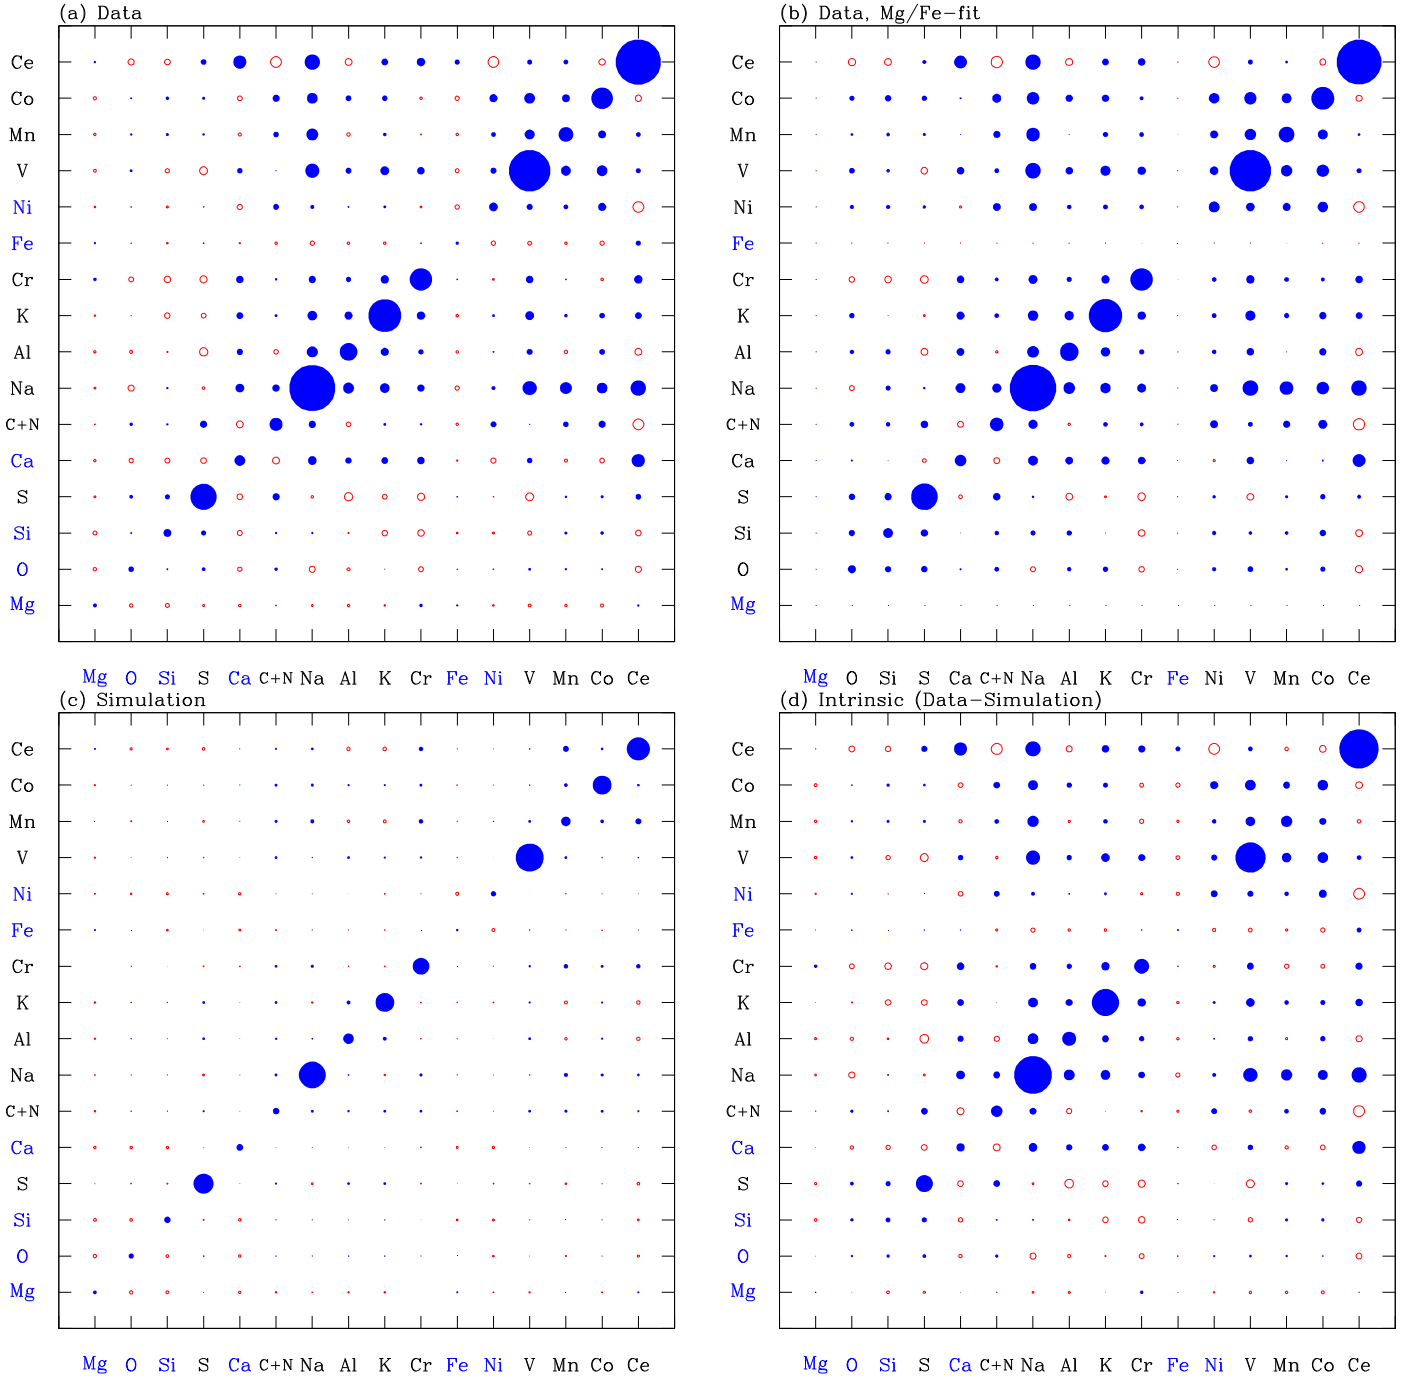 (a) Data
(b) Data, Mg/Fe-fit
Ce
Co
Mn
V
Ni
Fe
Cr
K
Al
Na
C+N
Ca
S
Si
O
Mg
Ce
Co
Mn
V
Ni
Fe
Cr
K
Al
Na
C+N
Ca
S
Si
O
Mg
Mg O Si S Ca C+N Na Al K Cr Fe Ni V Mn Co Ce
Mg O Si S Ca C+N Na Al K Cr Fe Ni V Mn Co Ce
(c) Simulation
(d) Intrinsic (Data-Simulation)
Ce
Co
Mn
V
Ni
Fe
Cr
K
Al
Na
C+N
Ca
S
Si
O
Mg
Ce
Co
Mn
V
Ni
Fe
Cr
K
Al
Na
C+N
Ca
S
Si
O
Mg
Mg O Si S Ca C+N Na Al K Cr Fe Ni V Mn Co Ce
Mg O Si S Ca C+N Na Al K Cr Fe Ni V Mn Co Ce